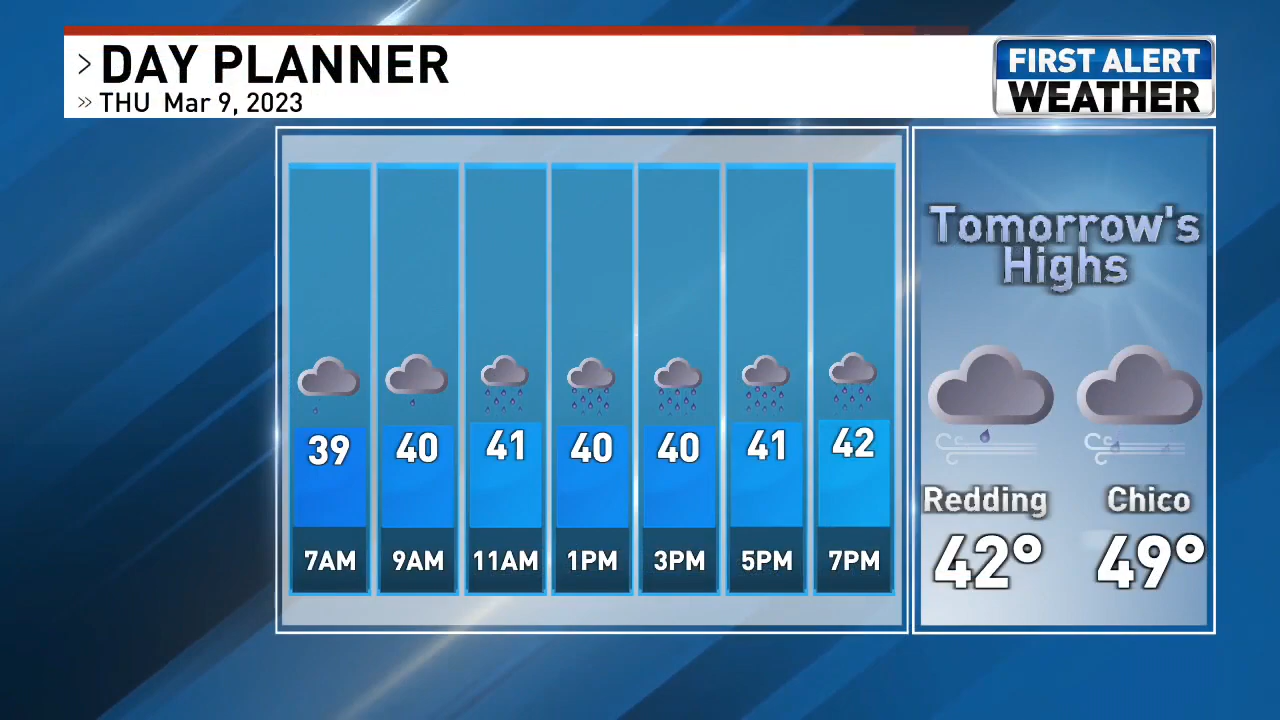 > DAY PLANNER
» THU Mar 9, 2023
FIRST ALERT
WEATHER
39 40 41 40 40 41 42
7AM 9AM 11AM 1PM 3PM 5PM 7PM
Tomorrow's
Highs
Redding Chico
42° 49°